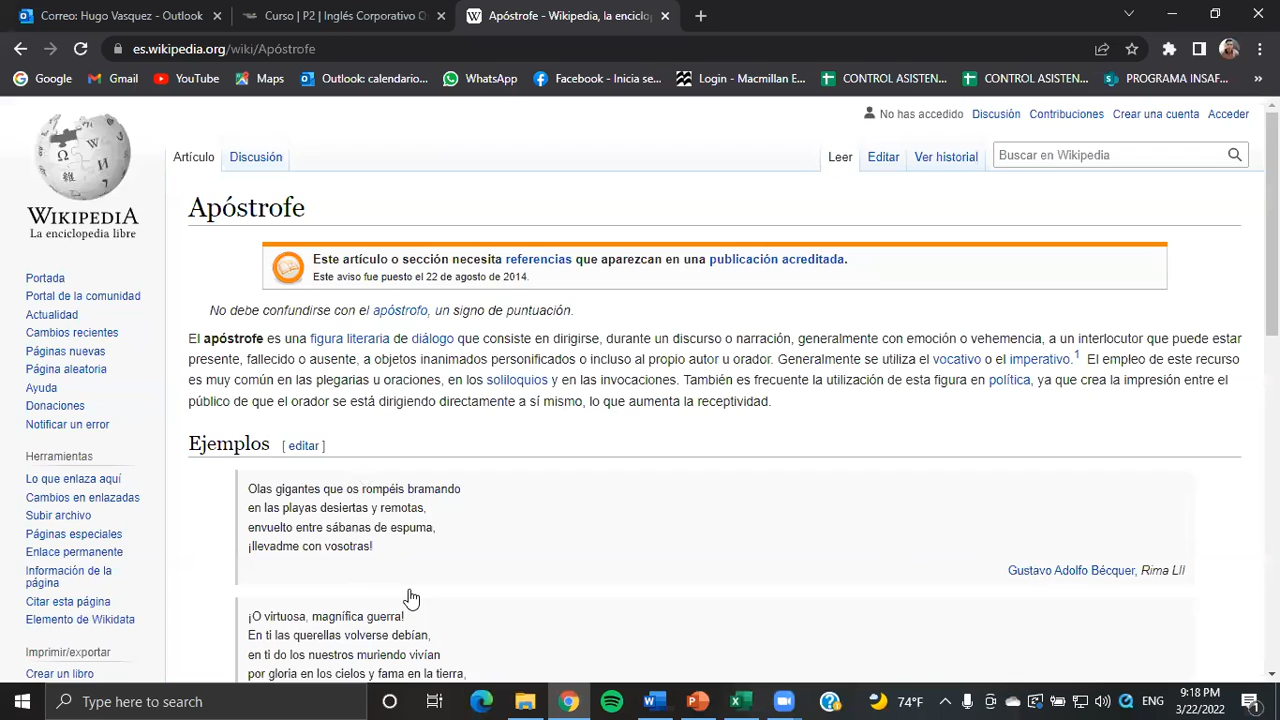 Correo: Hugo Vasquez - Outlook
Curso | P2 | Inglés Corporativo O
Apóstrofe - Wikipedia, la enciclop
es.wikipedia.org/wiki/Apóstrofe
Google
Gmail
YouTube
Maps
Outlook: calendario...
WhatsApp
Facebook - Inicia se...
Login - Macmillan E...
CONTROL ASISTEN...
CONTROL ASISTEN...
PROGRAMA INSAF...
No has accedido
Discusión
Contribuciones
Crear una cuenta
Acceder
Artículo
Discusión
Leer
Editar
Ver historial
Buscar en Wikipedia
WIKIPEDIA
La enciclopedia libre
Portada
Portal de la comunidad
Actualidad
Cambios recientes
Páginas nuevas
Página aleatoria
Ayuda
Donaciones
Notificar un error
Herramientas
Lo que enlaza aquí
Cambios en enlazadas
Subir archivo
Páginas especiales
Enlace permanente
Información de la
página
Citar esta página
Elemento de Wikidata
Imprimir/exportar
Crear un libro
Apóstrofe
Este artículo o sección necesita referencias que aparezcan en una publicación acreditada.
Este aviso fue puesto el 22 de agosto de 2014.
No debe confundirse con el apóstrofo, un signo de puntuación.
El apóstrofe es una figura literaria de diálogo que consiste en dirigirse, durante un discurso o narración, generalmente con emoción o vehemencia, a un interlocutor que puede estar
presente, fallecido o ausente, a objetos inanimados personificados o incluso al propio autor u orador. Generalmente se utiliza el vocativo o el imperativo.1 El empleo de este recurso
es muy común en las plegarias u oraciones, en los soliloquios y en las invocaciones. También es frecuente la utilización de esta figura en política, ya que crea la impresión entre el
público de que el orador se está dirigiendo directamente a sí mismo, lo que aumenta la receptividad.
Ejemplos [ editar ]
Olas gigantes que os rompéis bramando
en las playas desiertas y remotas,
envuelto entre sábanas de espuma,
¡llevadme con vosotras!
Gustavo Adolfo Bécquer, Rima LII
¡O virtuosa, magnífica guerra!
En ti las querellas volverse debían,
en ti do los nuestros muriendo vivían
por gloria en los cielos y fama en la tierra,
Type here to search
74°F
ENG
9:18 PM
3/22/2022